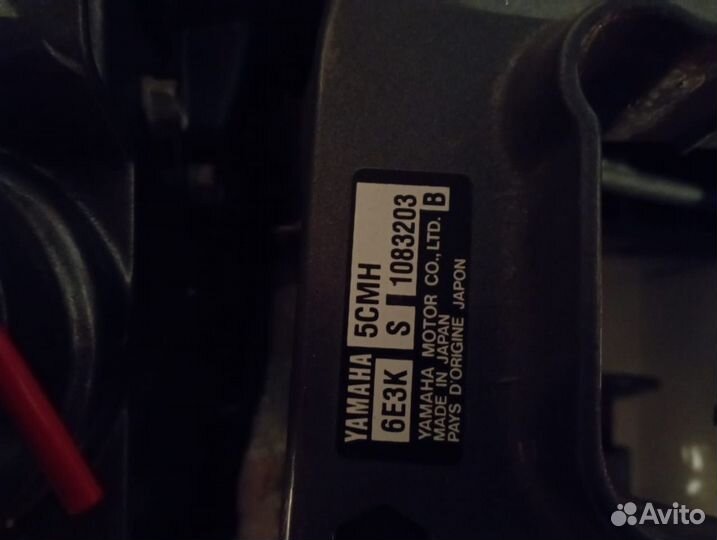 YAMAHA 5CMH
6E3K S 1083203 B
YAMAHA MOTOR CO., LTD.
MADE IN JAPAN
PAYS D'ORIGINE JAPON
Avito